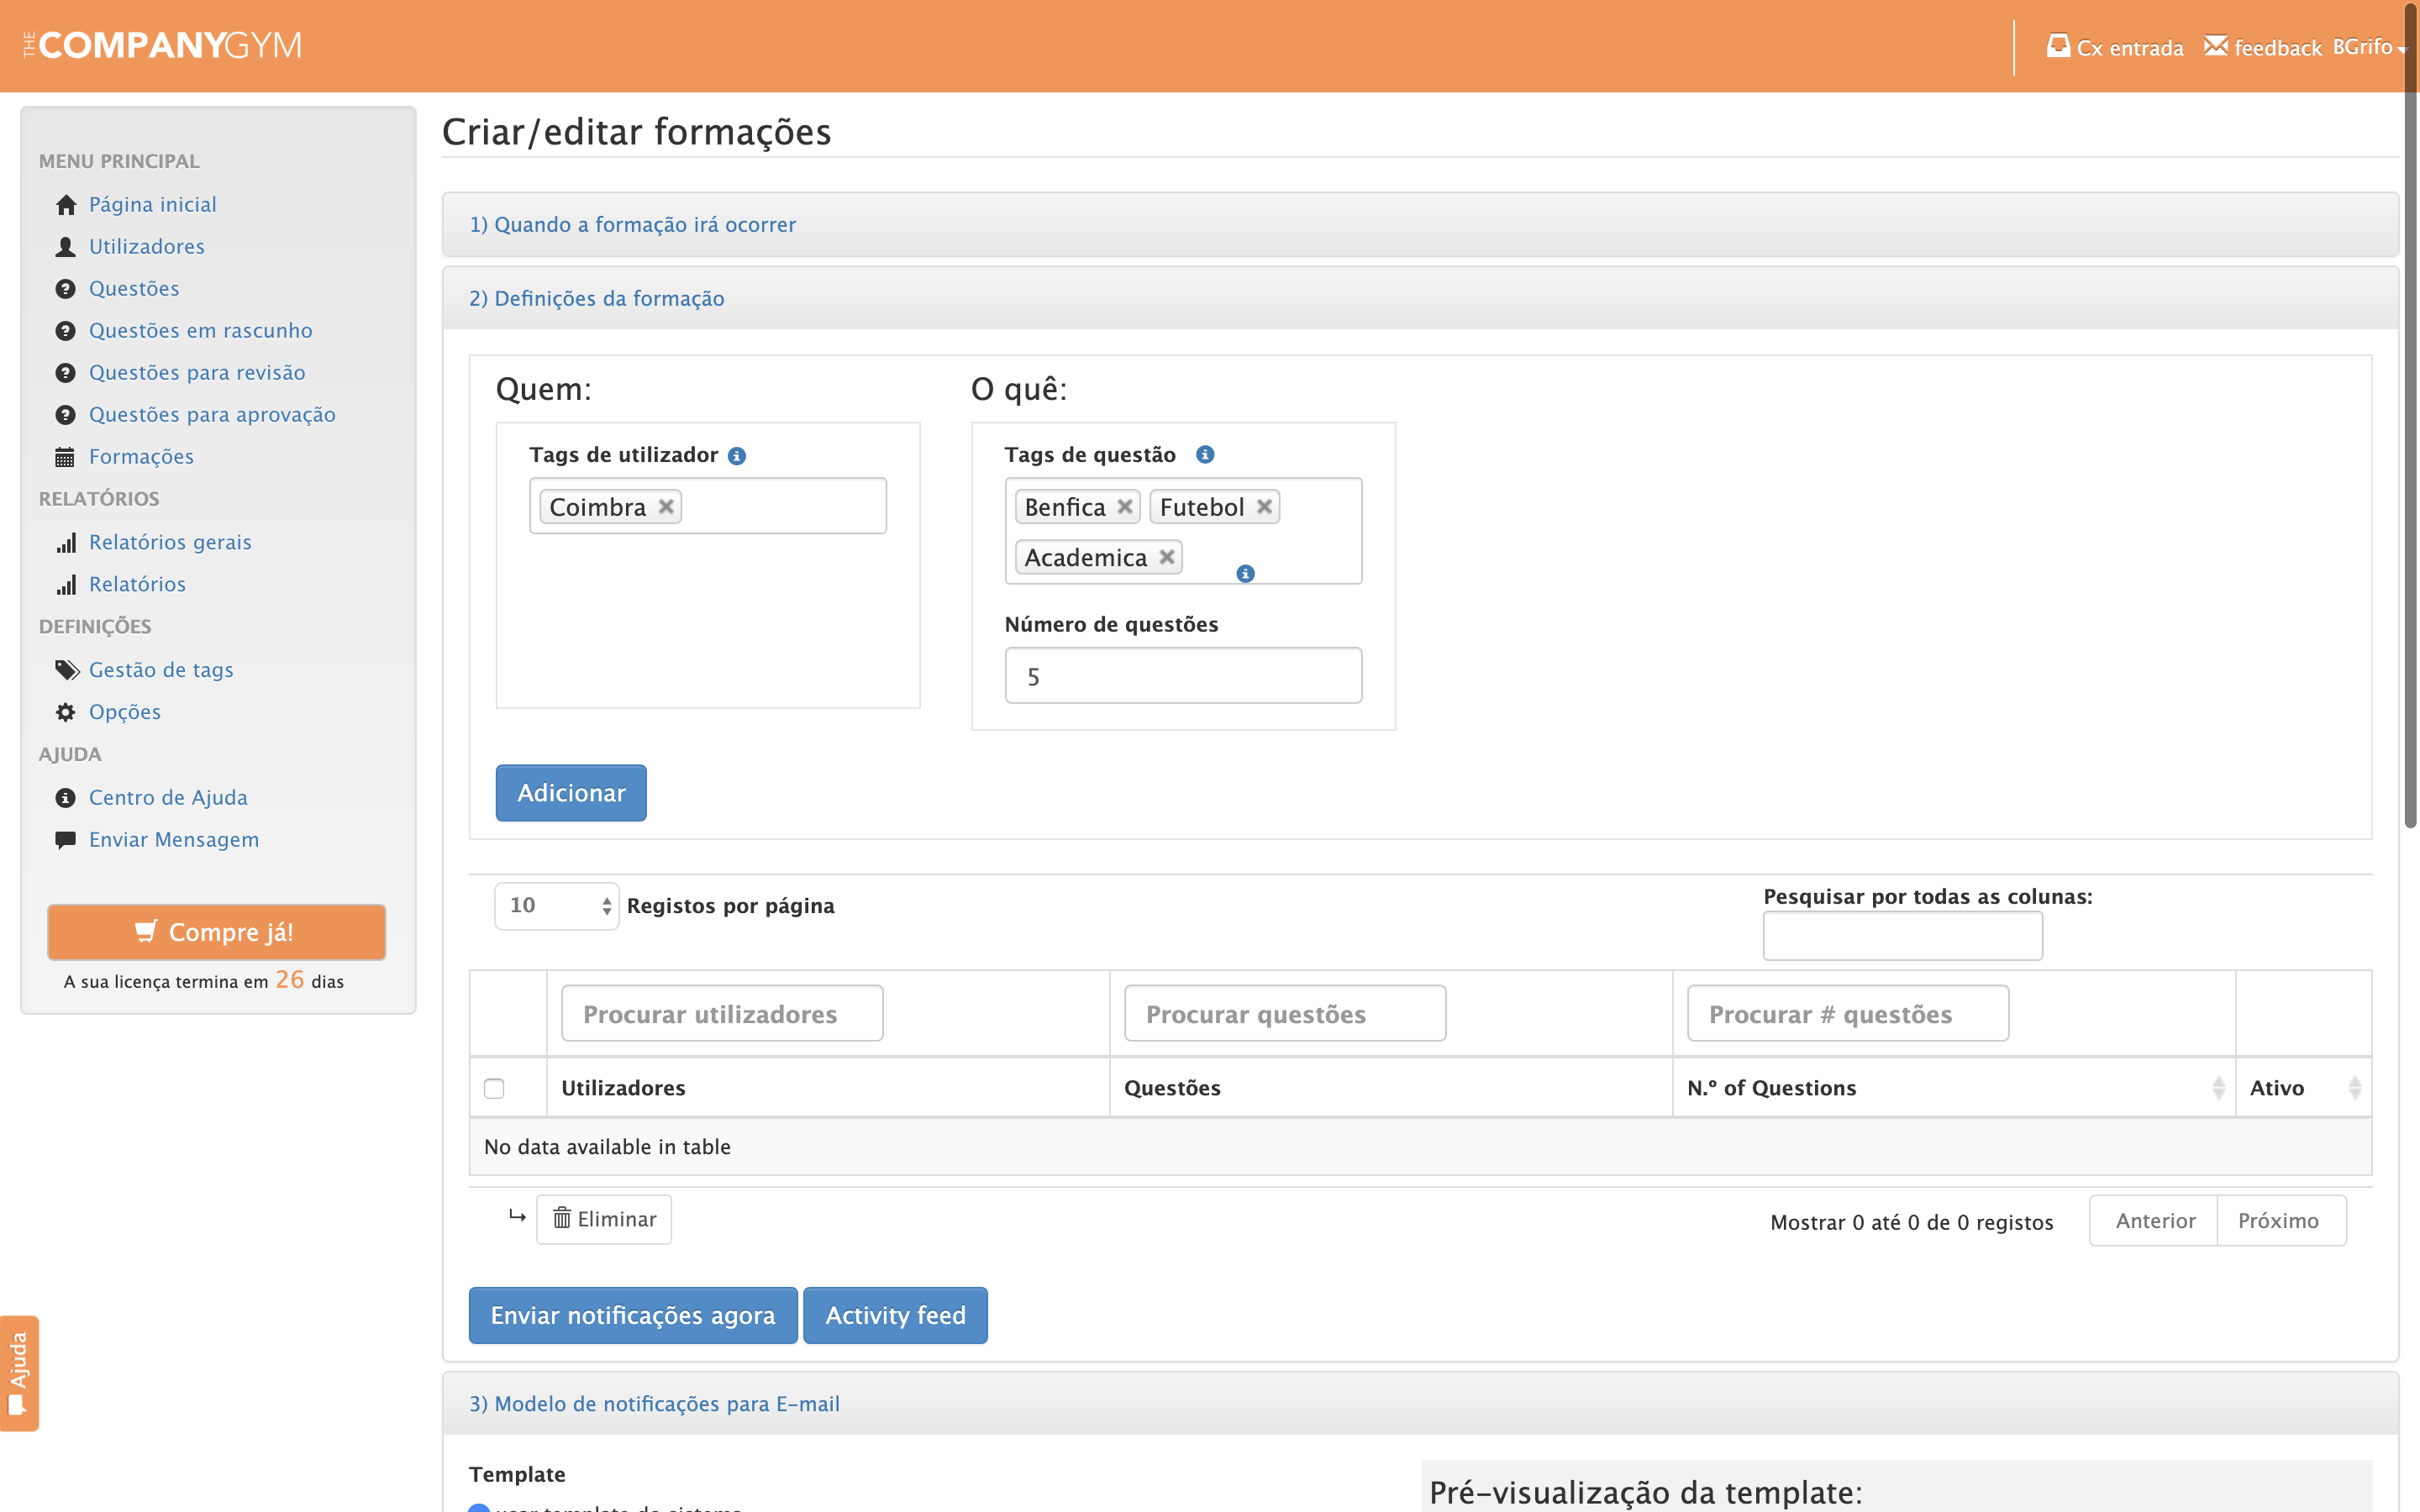 THE COMPANYGYM
Cx entrada feedback BGrifo
MENU PRINCIPAL
Página inicial
Utilizadores
Questões
Questões em rascunho
Questões para revisão
Questões para aprovação
Formações
RELATÓRIOS
Relatórios gerais
Relatórios
DEFINIÇÕES
Gestão de tags
Opções
AJUDA
Centro de Ajuda
Enviar Mensagem
Compre já!
A sua licença termina em 26 dias
Ajuda
Criar/editar formações
1) Quando a formação irá ocorrer
2) Definições da formação
Quem:
Tags de utilizador
Coimbra
O quê:
Tags de questão
Benfica Futebol
Academica
Número de questões
5
Adicionar
10 Registos por página
Pesquisar por todas as colunas:
Procurar utilizadores Procurar questões Procurar # questões
Utilizadores Questões N.º of Questions Ativo
No data available in table
Eliminar
Mostrar 0 até 0 de 0 registos Anterior Próximo
Enviar notificações agora Activity feed
3) Modelo de notificações para E-mail
Template
Pré-visualização da template: